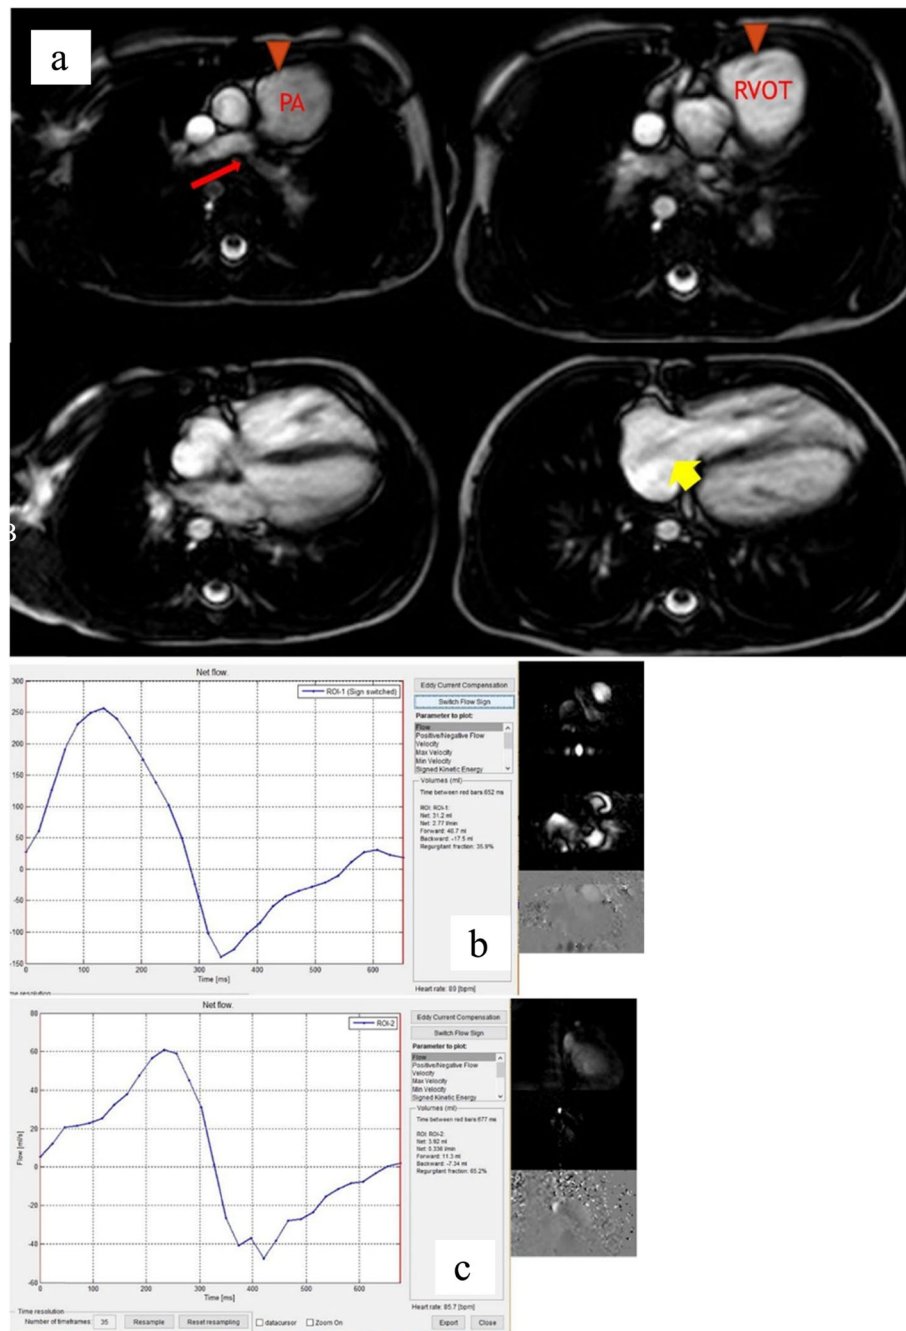 a
PA
RVOT
8
Net flow.
ROI-1 (Sign switched)
300
250
200
150
100
50
0
-50
-100
-150
0
100
200
300
400
500
600
Time [ms]
me resolution
Eddy Current Compensation
Switch Flow Sign
Parameter to plot:
Flow
Positive/Negative Flow
Velocity
Max Velocity
Min Velocity
Signed Kinetic Energy
Volumes (ml)
Time between red bars:652 ms
ROI: ROI-1:
Net: 31.2 ml
Net: 2.77 l/min
Forward: 48.7 ml
Backward: -17.5 ml
Regurgitant fraction: 35.9%
Heart rate: 89 [bpm]
b
Net flow.
ROI-2
80
60
40
20
0
-20
-40
-60
Flow [ml/s]
0
100
200
300
400
500
600
Time [ms]
Eddy Current Compensation
Switch Flow Sign
Parameter to plot:
Flow
Positive/Negative Flow
Velocity
Max Velocity
Min Velocity
Signed Kinetic Energy
Volumes (ml)
Time between red bars:677 ms
ROI: ROI-2:
Net: 3.92 ml
Net: 0.336 l/min
Forward: 11.3 ml
Backward: -7.34 ml
Regurgitant fraction: 65.2%
c
Heart rate: 85.7 [bpm]
Time resolution
Number of timeframes: 35
Resample
Reset resampling
datacursor
Zoom On
Export
Close